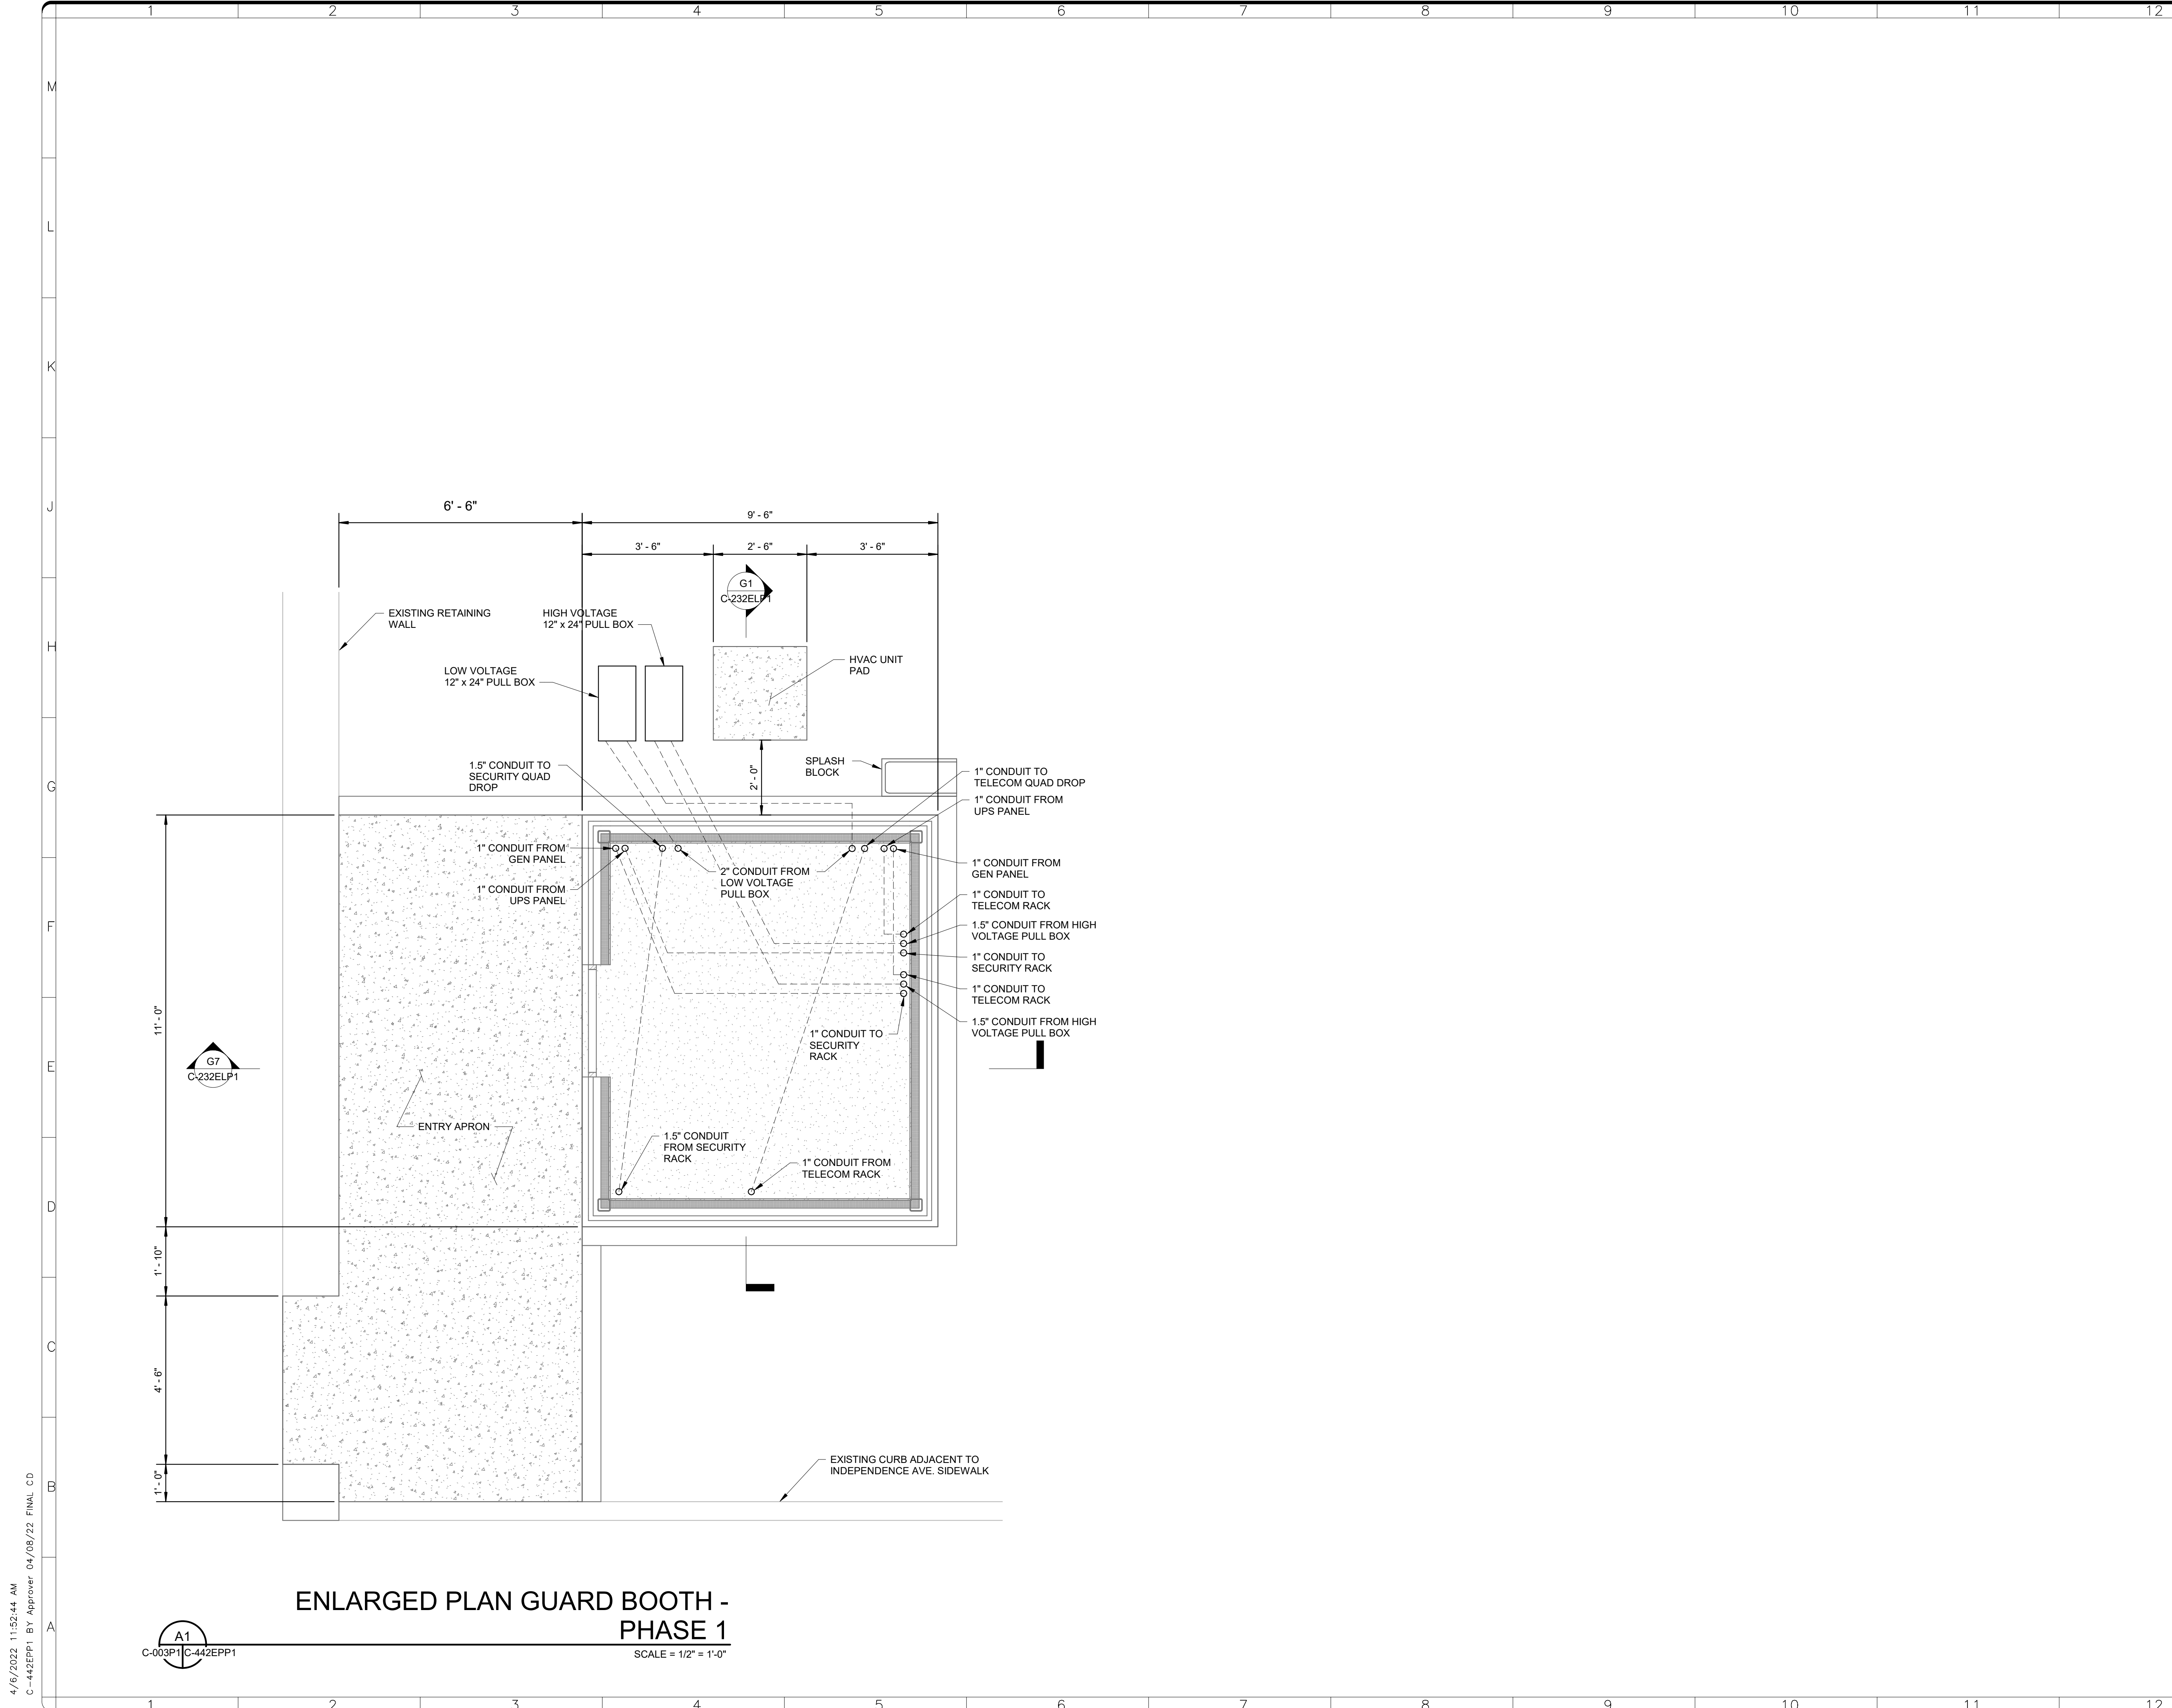 1 2 3 4 5 6 7 8 9 10 11 12
M
L
K
J
H
G
F
E
D
C
B
A
6' - 6"
9' - 6"
3' - 6"
2' - 6"
3' - 6"
G1
C-232ELP1
EXISTING RETAINING
WALL
HIGH VOLTAGE
12" x 24" PULL BOX
LOW VOLTAGE
12" x 24" PULL BOX
HVAC UNIT
PAD
2' - 0"
SPLASH
BLOCK
1.5" CONDUIT TO
SECURITY QUAD
DROP
1" CONDUIT TO
TELECOM QUAD DROP
1" CONDUIT FROM
UPS PANEL
1" CONDUIT FROM
GEN PANEL
1" CONDUIT FROM
UPS PANEL
2" CONDUIT FROM
LOW VOLTAGE
PULL BOX
1" CONDUIT FROM
GEN PANEL
1" CONDUIT TO
TELECOM RACK
1.5" CONDUIT FROM HIGH
VOLTAGE PULL BOX
1" CONDUIT TO
SECURITY RACK
1" CONDUIT TO
TELECOM RACK
1.5" CONDUIT FROM HIGH
VOLTAGE PULL BOX
1" CONDUIT TO
SECURITY
RACK
11' - 0"
G7
C-232ELP1
ENTRY APRON
1.5" CONDUIT
FROM SECURITY
RACK
1" CONDUIT FROM
TELECOM RACK
1' - 10"
4' - 6"
1' - 0"
EXISTING CURB ADJACENT TO
INDEPENDENCE AVE. SIDEWALK
ENLARGED PLAN GUARD BOOTH -
PHASE 1
SCALE = 1/2" = 1'-0"
A1
C-003P1 C-442EPP1
4/6/2022 11:52:44 AM
C-442EPP1 BY Approver 04/08/22 FINAL CD
1 2 3 4 5 6 7 8 9 10 11 12